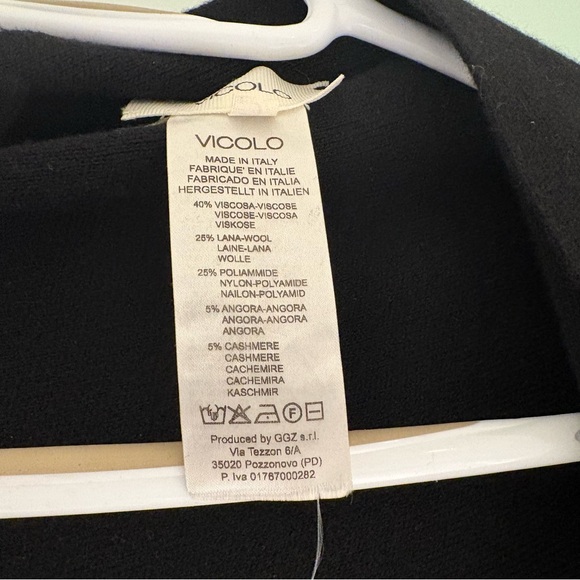 VICOLO
VICOLO
MADE IN ITALY
FABRIQUE' EN ITALIE
FABRICADO EN ITALIA
HERGESTELLT IN ITALIEN
40% VISCOSA-VISCOSE
VISCOSE-VISCOSA
VISKOSE
25% LANA-WOOL
LAINE-LANA
WOLLE
25% POLIAMMIDE
NYLON-POLYAMIDE
NAILON-POLYAMID
5% ANGORA-ANGORA
ANGORA-ANGORA
ANGORA
5% CASHMERE
CASHMERE
CACHEMIRE
CACHEMIRA
KASCHMIR
F
Produced by GGZ s.r.l.
Via Tezzon 6/A
35020 Pozzonovo (PD)
P. Iva 01767000282